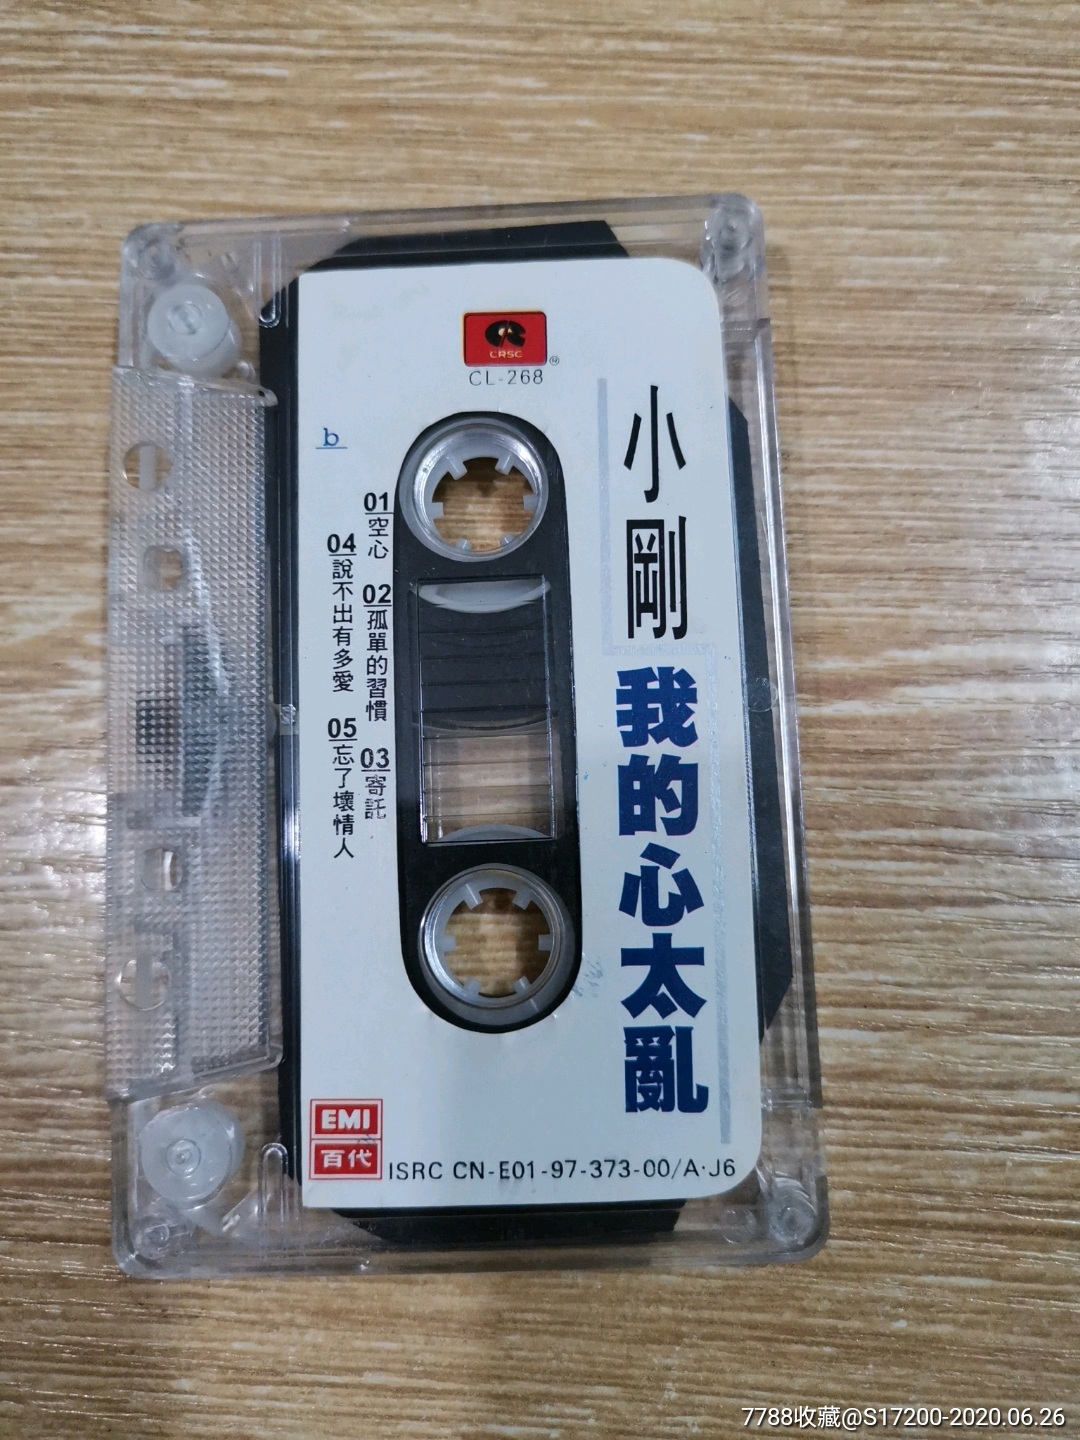 CRSC
CL-268
小剛
我的心太亂
b
01 空心
02 孤單的習慣
03 寄託
04 說不出有多愛
05 忘了壞情人
EMI
百代
ISRC CN-E01-97-373-00/A·J6
7788收藏@S17200-2020.06.26